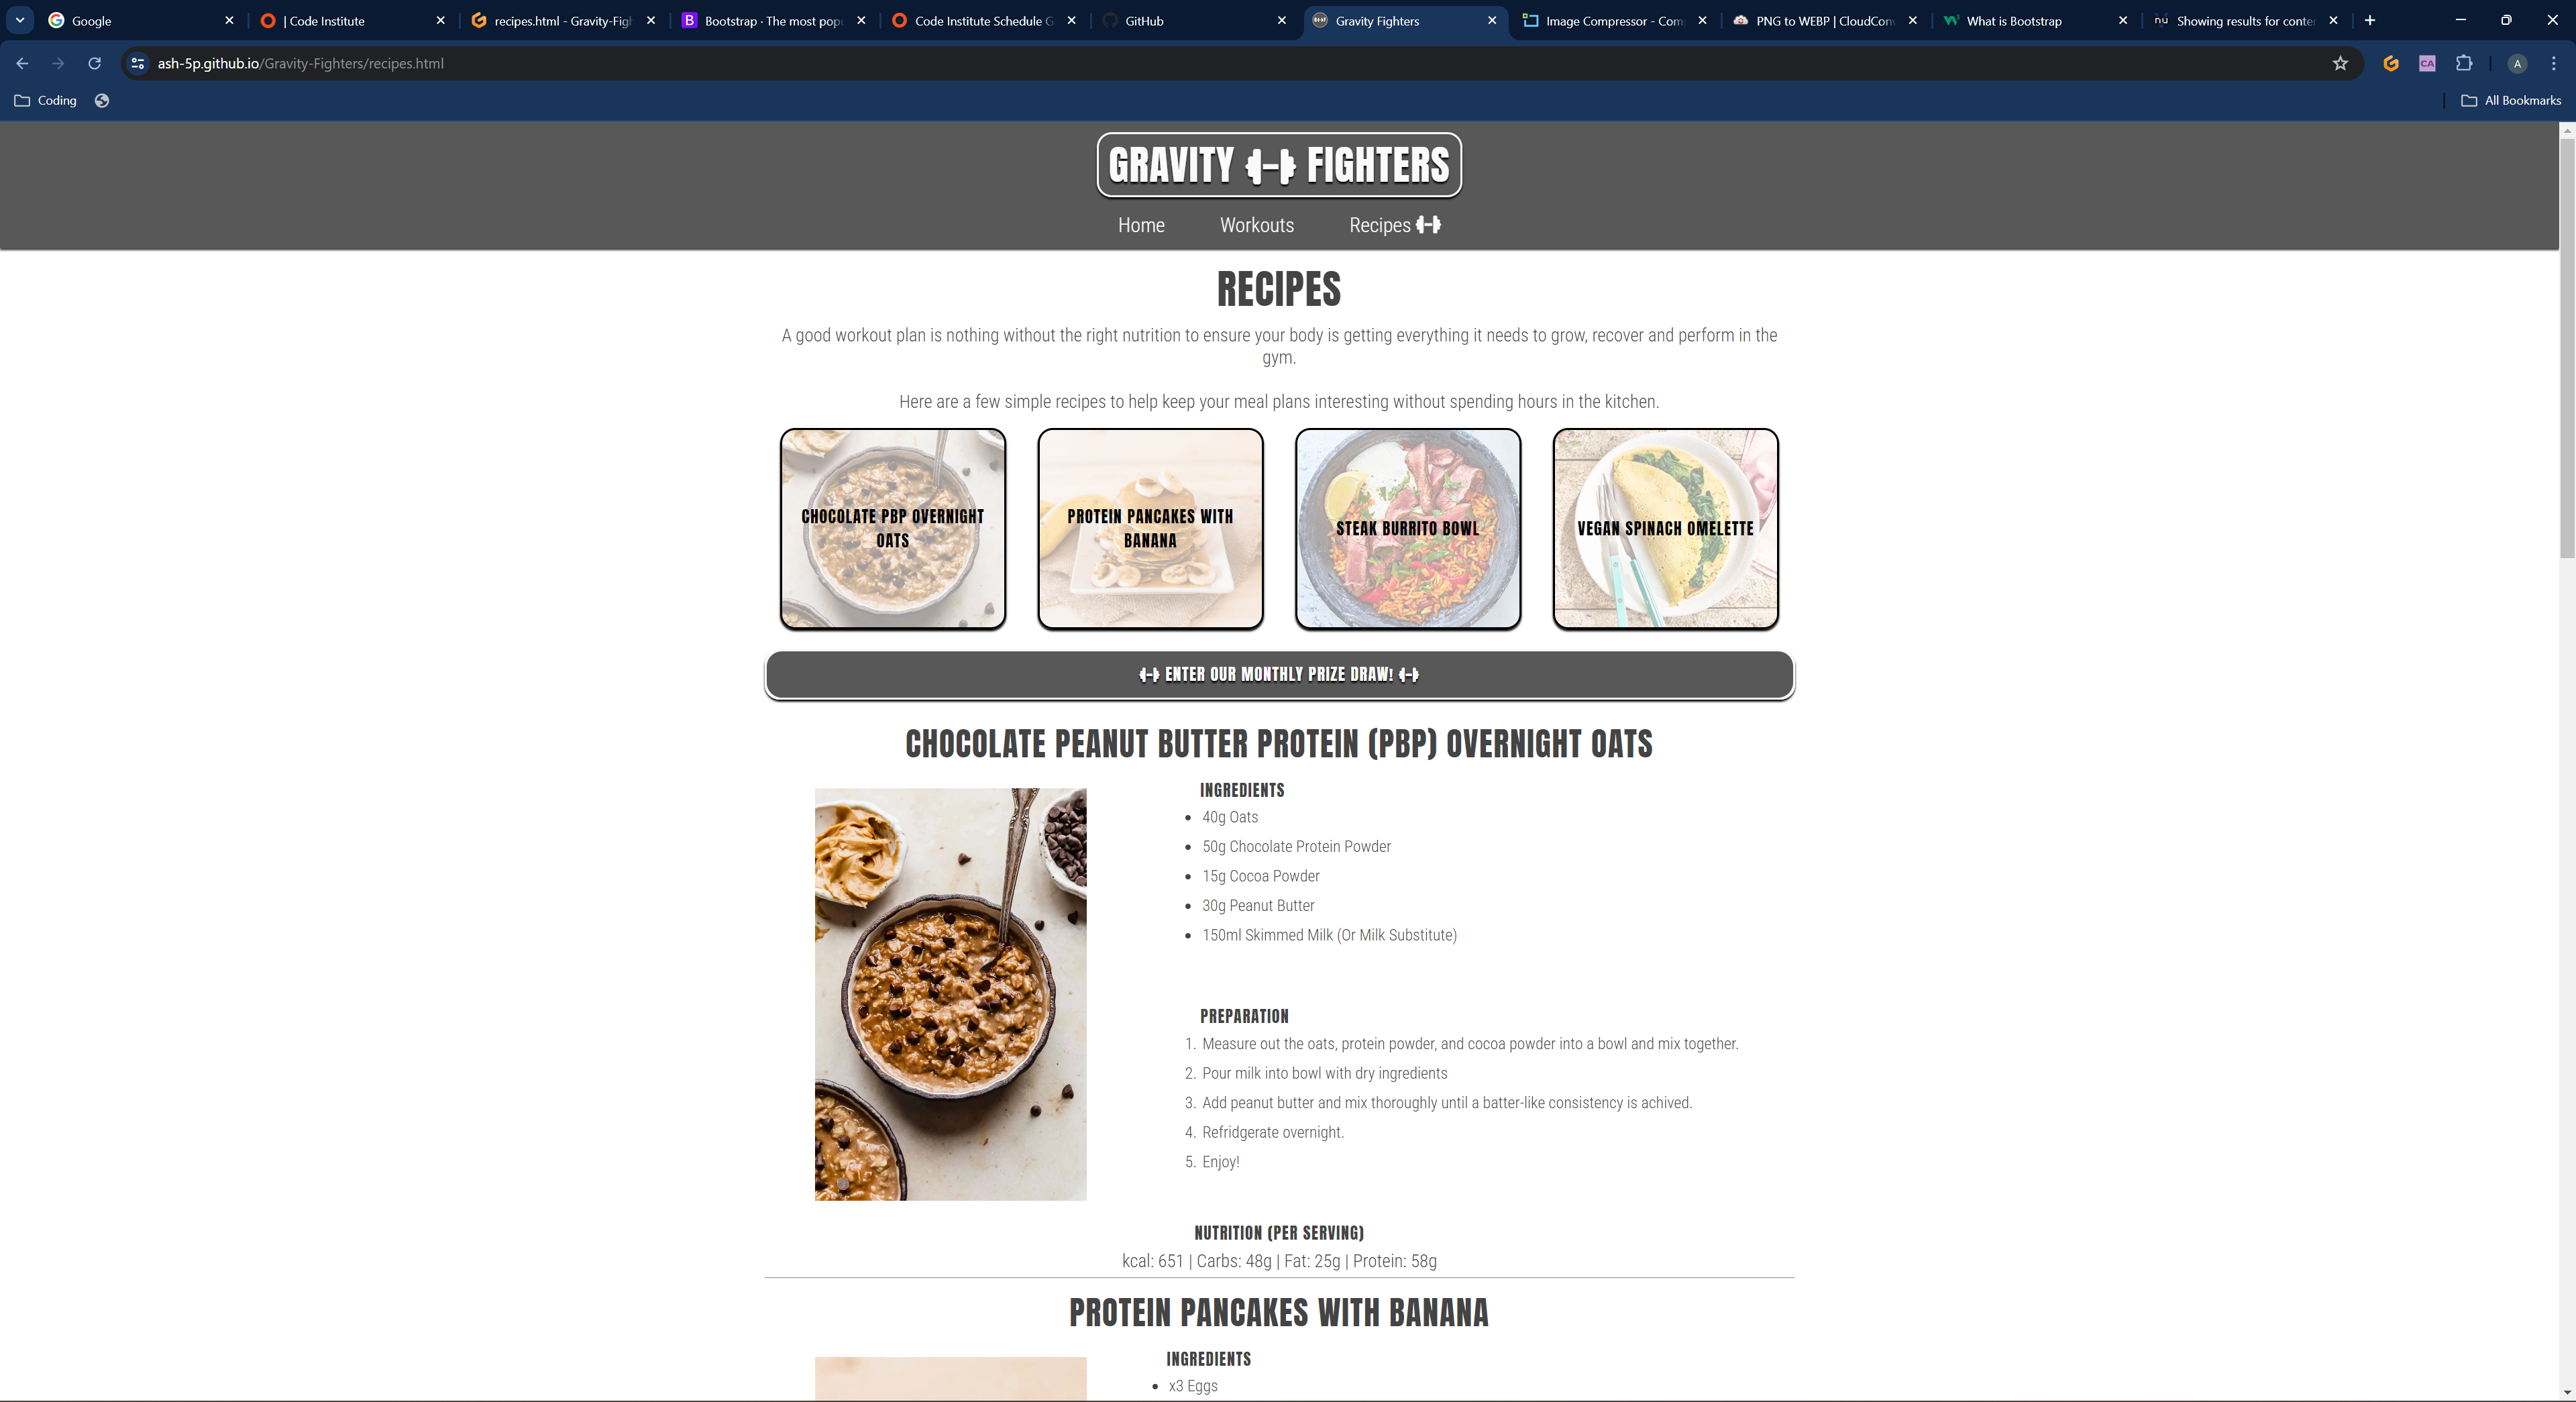 Google
| Code Institute
recipes.html - Gravity-Figh
Bootstrap · The most popu
Code Institute Schedule G
GitHub
Gravity Fighters
Image Compressor - Com
PNG to WEBP | CloudConv
What is Bootstrap
Showing results for conter
ash-5p.github.io/Gravity-Fighters/recipes.html
CA
A
Coding
All Bookmarks
GRAVITY FIGHTERS
Home
Workouts
Recipes
RECIPES
A good workout plan is nothing without the right nutrition to ensure your body is getting everything it needs to grow, recover and perform in the
gym.
Here are a few simple recipes to help keep your meal plans interesting without spending hours in the kitchen.
CHOCOLATE PBP OVERNIGHT
OATS
PROTEIN PANCAKES WITH
BANANA
STEAK BURRITO BOWL
VEGAN SPINACH OMELETTE
ENTER OUR MONTHLY PRIZE DRAW!
CHOCOLATE PEANUT BUTTER PROTEIN (PBP) OVERNIGHT OATS
INGREDIENTS
• 40g Oats
• 50g Chocolate Protein Powder
• 15g Cocoa Powder
• 30g Peanut Butter
• 150ml Skimmed Milk (Or Milk Substitute)
PREPARATION
1. Measure out the oats, protein powder, and cocoa powder into a bowl and mix together.
2. Pour milk into bowl with dry ingredients
3. Add peanut butter and mix thoroughly until a batter-like consistency is achived.
4. Refridgerate overnight.
5. Enjoy!
NUTRITION (PER SERVING)
kcal: 651 | Carbs: 48g | Fat: 25g | Protein: 58g
PROTEIN PANCAKES WITH BANANA
INGREDIENTS
• x3 Eggs